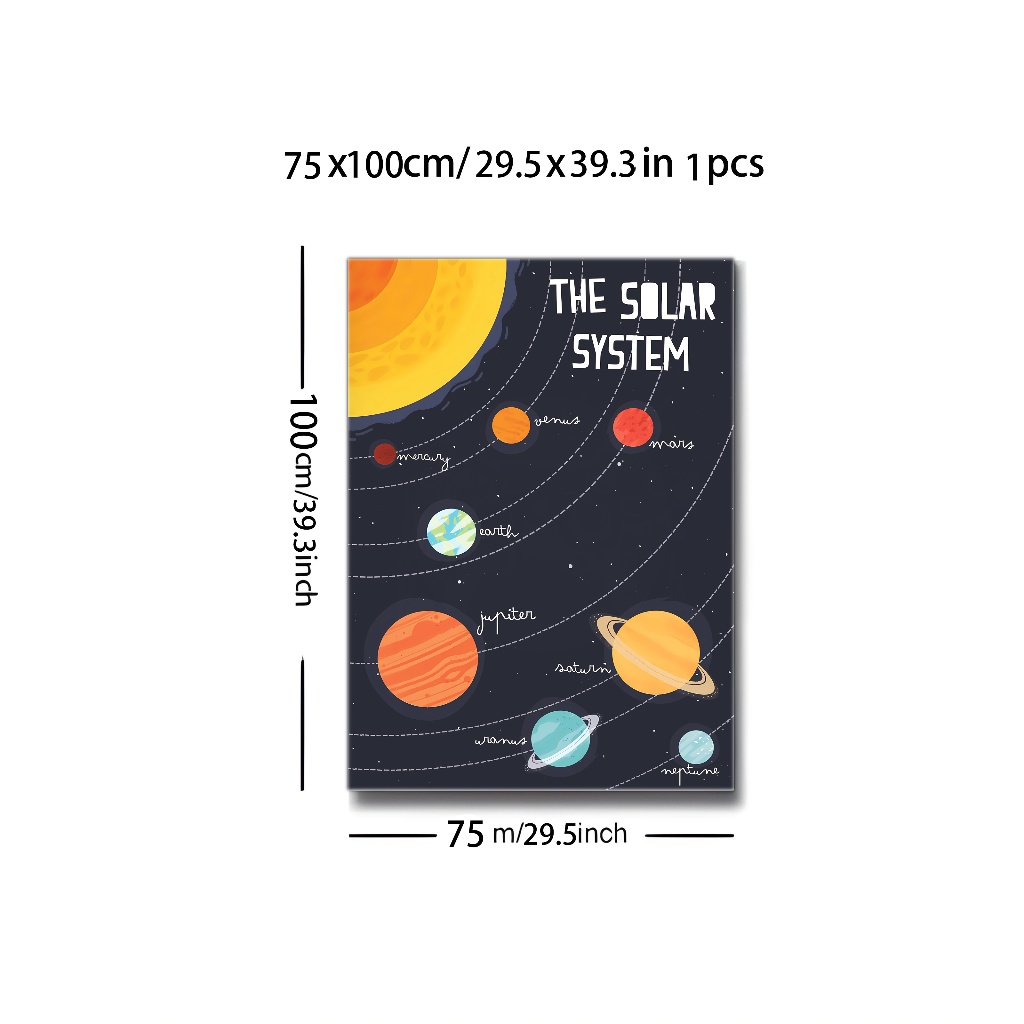 75x100cm/ 29.5x39.3in 1pcs
THE SOLAR
SYSTEM
venus
mars
mercury
earth
jupiter
saturn
uranus
neptune
100cm/39.3inch
75 m/29.5inch